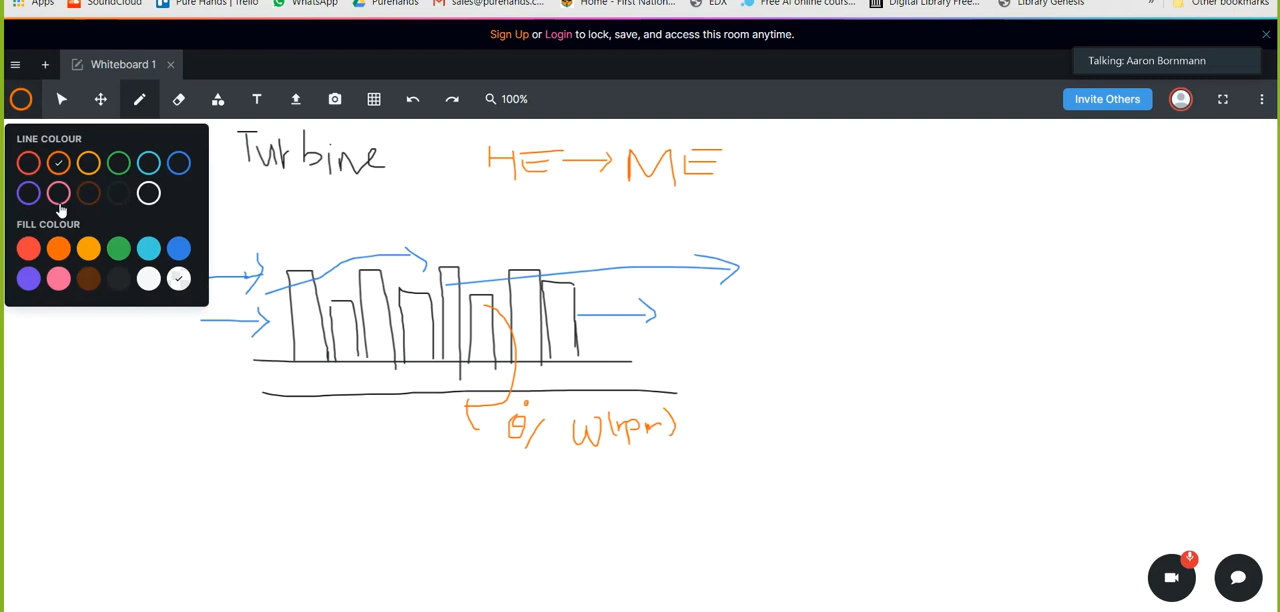 Apps SoundCloud Pure Hands | Trello WhatsApp Purehands sales@purehands.c... Home - First Nation... EDX Free AI online cours... Digital Library Free... Library Genesis » Other bookmarks
Sign Up or Login to lock, save, and access this room anytime.
Whiteboard 1
Talking: Aaron Bornmann
T 100% Invite Others
LINE COLOUR
FILL COLOUR
Turbine HE → ME
θ̇/ W(rpm)